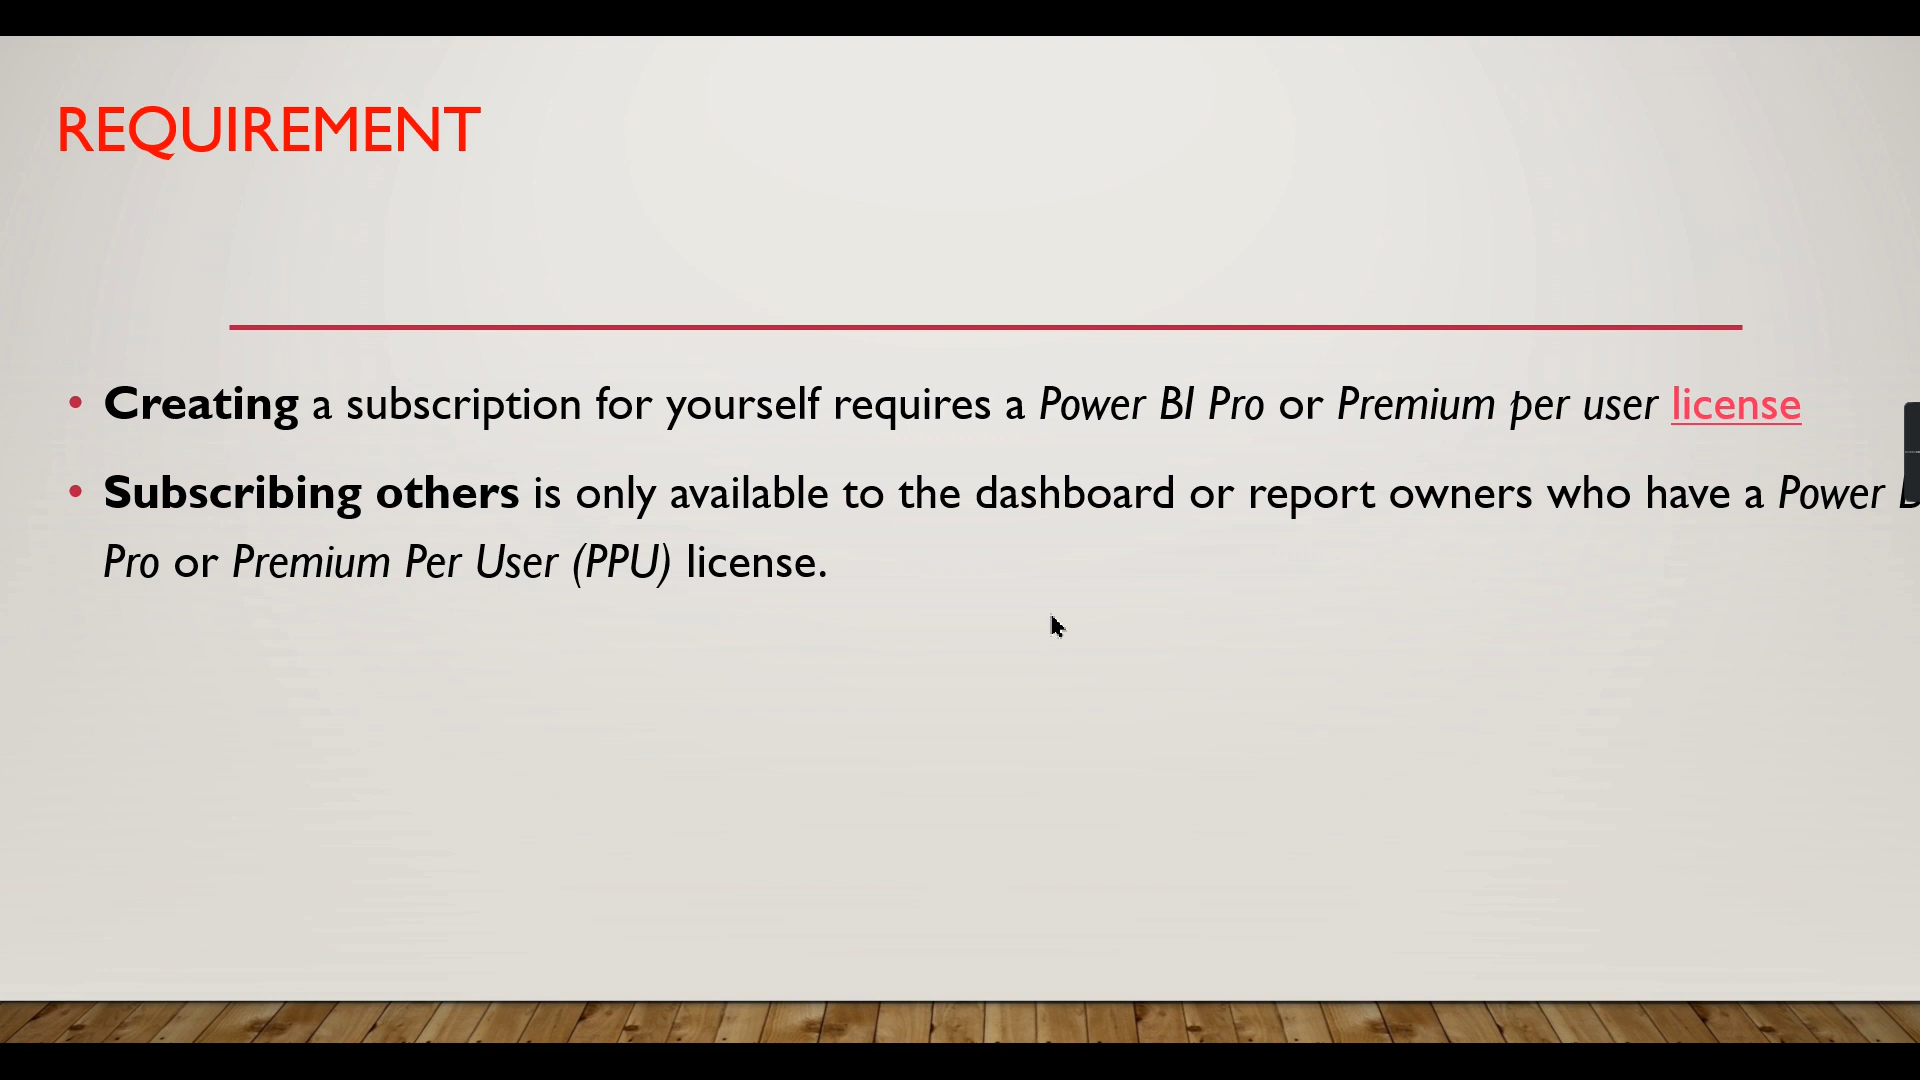 REQUIREMENT
• Creating a subscription for yourself requires a Power BI Pro or Premium per user license
• Subscribing others is only available to the dashboard or report owners who have a Power
Pro or Premium Per User (PPU) license.